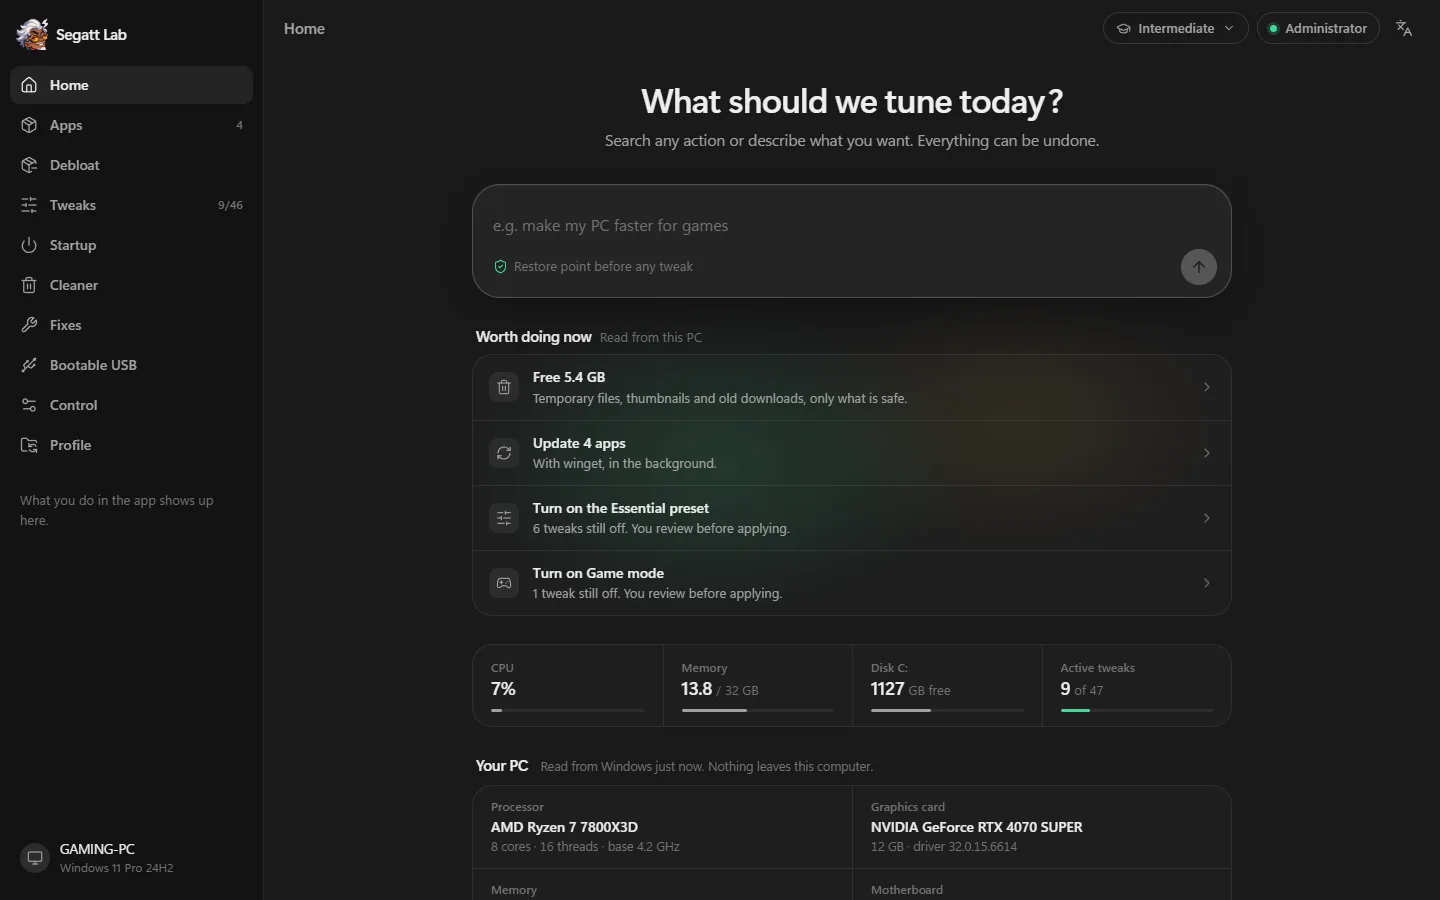 Segatt Lab
Home
Apps 4
Debloat
Tweaks 9/46
Startup
Cleaner
Fixes
Bootable USB
Control
Profile
What you do in the app shows up
here.
GAMING-PC
Windows 11 Pro 24H2
Home
Intermediate
Administrator
What should we tune today?
Search any action or describe what you want. Everything can be undone.
e.g. make my PC faster for games
Restore point before any tweak
Worth doing now Read from this PC
Free 5.4 GB
Temporary files, thumbnails and old downloads, only what is safe.
Update 4 apps
With winget, in the background.
Turn on the Essential preset
6 tweaks still off. You review before applying.
Turn on Game mode
1 tweak still off. You review before applying.
CPU
7%
Memory
13.8 / 32 GB
Disk C:
1127 GB free
Active tweaks
9 of 47
Your PC Read from Windows just now. Nothing leaves this computer.
Processor
AMD Ryzen 7 7800X3D
8 cores · 16 threads · base 4.2 GHz
Graphics card
NVIDIA GeForce RTX 4070 SUPER
12 GB · driver 32.0.15.6614
Memory
Motherboard